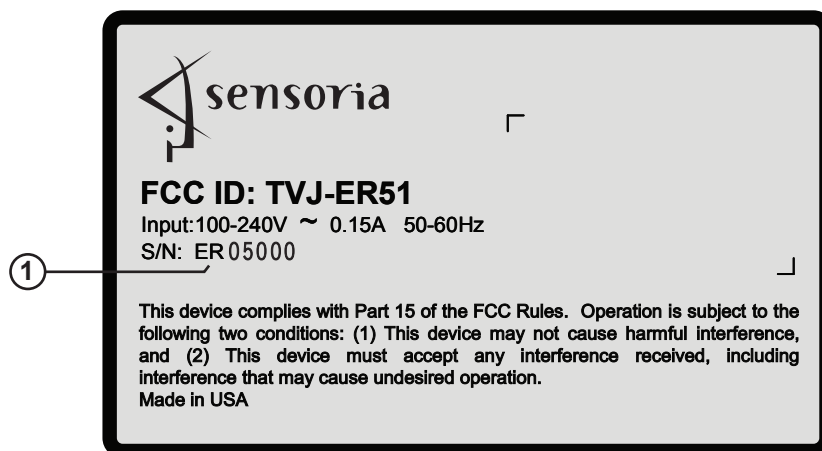 sensoria
FCC ID: TVJ-ER51
Input:100-240V ~ 0.15A 50-60Hz
S/N: ER 05000
1
This device complies with Part 15 of the FCC Rules. Operation is subject to the
following two conditions: (1) This device may not cause harmful interference,
and (2) This device must accept any interference received, including
interference that may cause undesired operation.
Made in USA